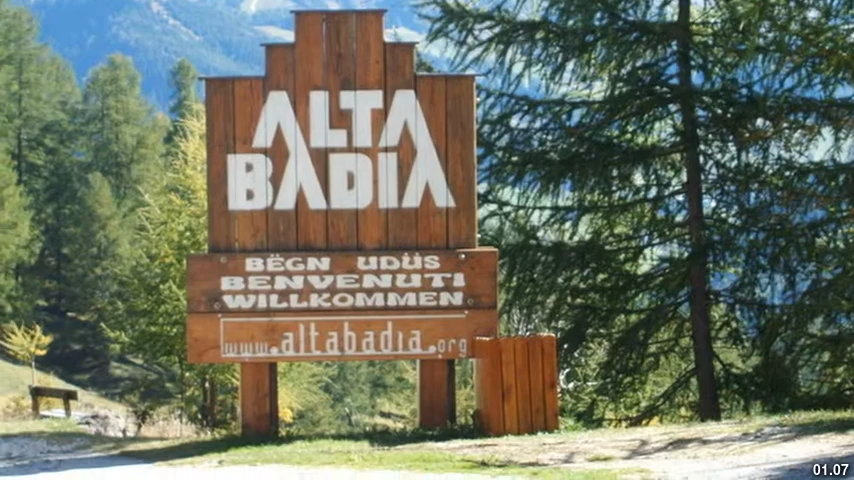 ALTA
BADIA
BËGN UDÜS
BENVENUTI
WILLKOMMEN
www.altabadia.org
01.07